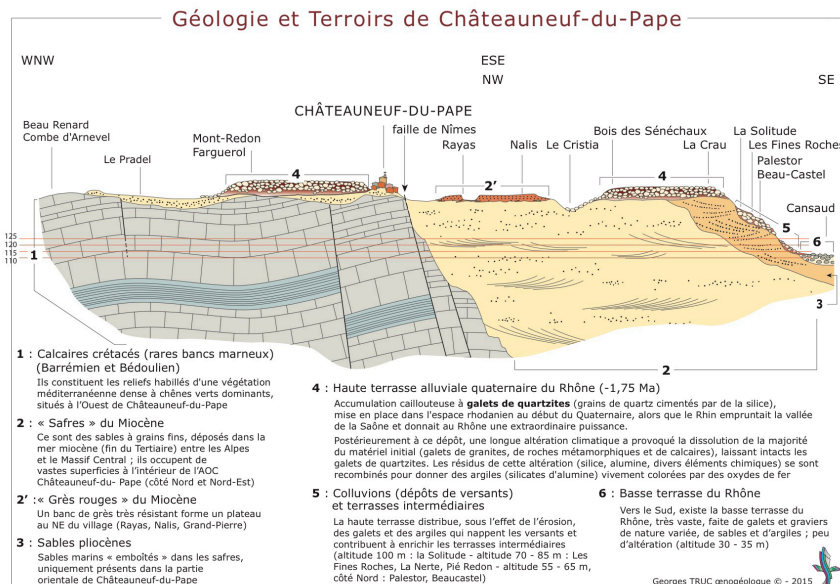 Géologie et Terroirs de Châteauneuf-du-Pape
WNW
ESE
NW
SE
CHÂTEAUNEUF-DU-PAPE
faille de Nîmes
Beau Renard
Combe d'Arnevel
Le Pradel
Mont-Redon
Farguerol
Rayas
Nalis
Le Cristia
Bois des Sénéchaux
La Crau
La Solitude
Les Fines Roches
Palestor
Beau-Castel
Cansaud
4
2'
4
5
6
125
120
115
110
1
3
2
1 : Calcaires crétacés (rares bancs marneux)
(Barrémien et Bédoulien)
Ils constituent les reliefs habillés d'une végétation
méditerranéenne dense à chênes verts dominants,
situés à l'Ouest de Châteauneuf-du-Pape
2 : « Safres » du Miocène
Ce sont des sables à grains fins, déposés dans la
mer miocène (fin du Tertiaire) entre les Alpes
et le Massif Central ; ils occupent de
vastes superficies à l'intérieur de l'AOC
Châteauneuf-du- Pape (côté Nord et Nord-Est)
2' :« Grès rouges » du Miocène
Un banc de grès très résistant forme un plateau
au NE du village (Rayas, Nalis, Grand-Pierre)
3 : Sables pliocènes
Sables marins « emboîtés » dans les safres,
uniquement présents dans la partie
orientale de Châteauneuf-du-Pape
4 : Haute terrasse alluviale quaternaire du Rhône (-1,75 Ma)
Accumulation caillouteuse à galets de quartzites (grains de quartz cimentés par de la silice),
mise en place dans l'espace rhodanien au début du Quaternaire, alors que le Rhin empruntait la vallée
de la Saône et donnait au Rhône une extraordinaire puissance.
Postérieurement à ce dépôt, une longue altération climatique a provoqué la dissolution de la majorité
du matériel initial (galets de granites, de roches métamorphiques et de calcaires), laissant intacts les
galets de quartzites. Les résidus de cette altération (silice, alumine, divers éléments chimiques) se sont
recombinés pour donner des argiles (silicates d'alumine) vivement colorées par des oxydes de fer
5 : Colluvions (dépôts de versants)
et terrasses intermédiaires
La haute terrasse distribue, sous l'effet de l'érosion,
des galets et des argiles qui nappent les versants et
contribuent à enrichir les terrasses intermédiaires
(altitude 100 m : la Solitude - altitude 70 - 85 m : Les
Fines Roches, La Nerte, Pié Redon - altitude 55 - 65 m,
côté Nord : Palestor, Beaucastel)
6 : Basse terrasse du Rhône
Vers le Sud, existe la basse terrasse du
Rhône, très vaste, faite de galets et graviers
de nature variée, de sables et d'argiles ; peu
d'altération (altitude 30 - 35 m)
Georges TRUC œnogéologue © - 2015